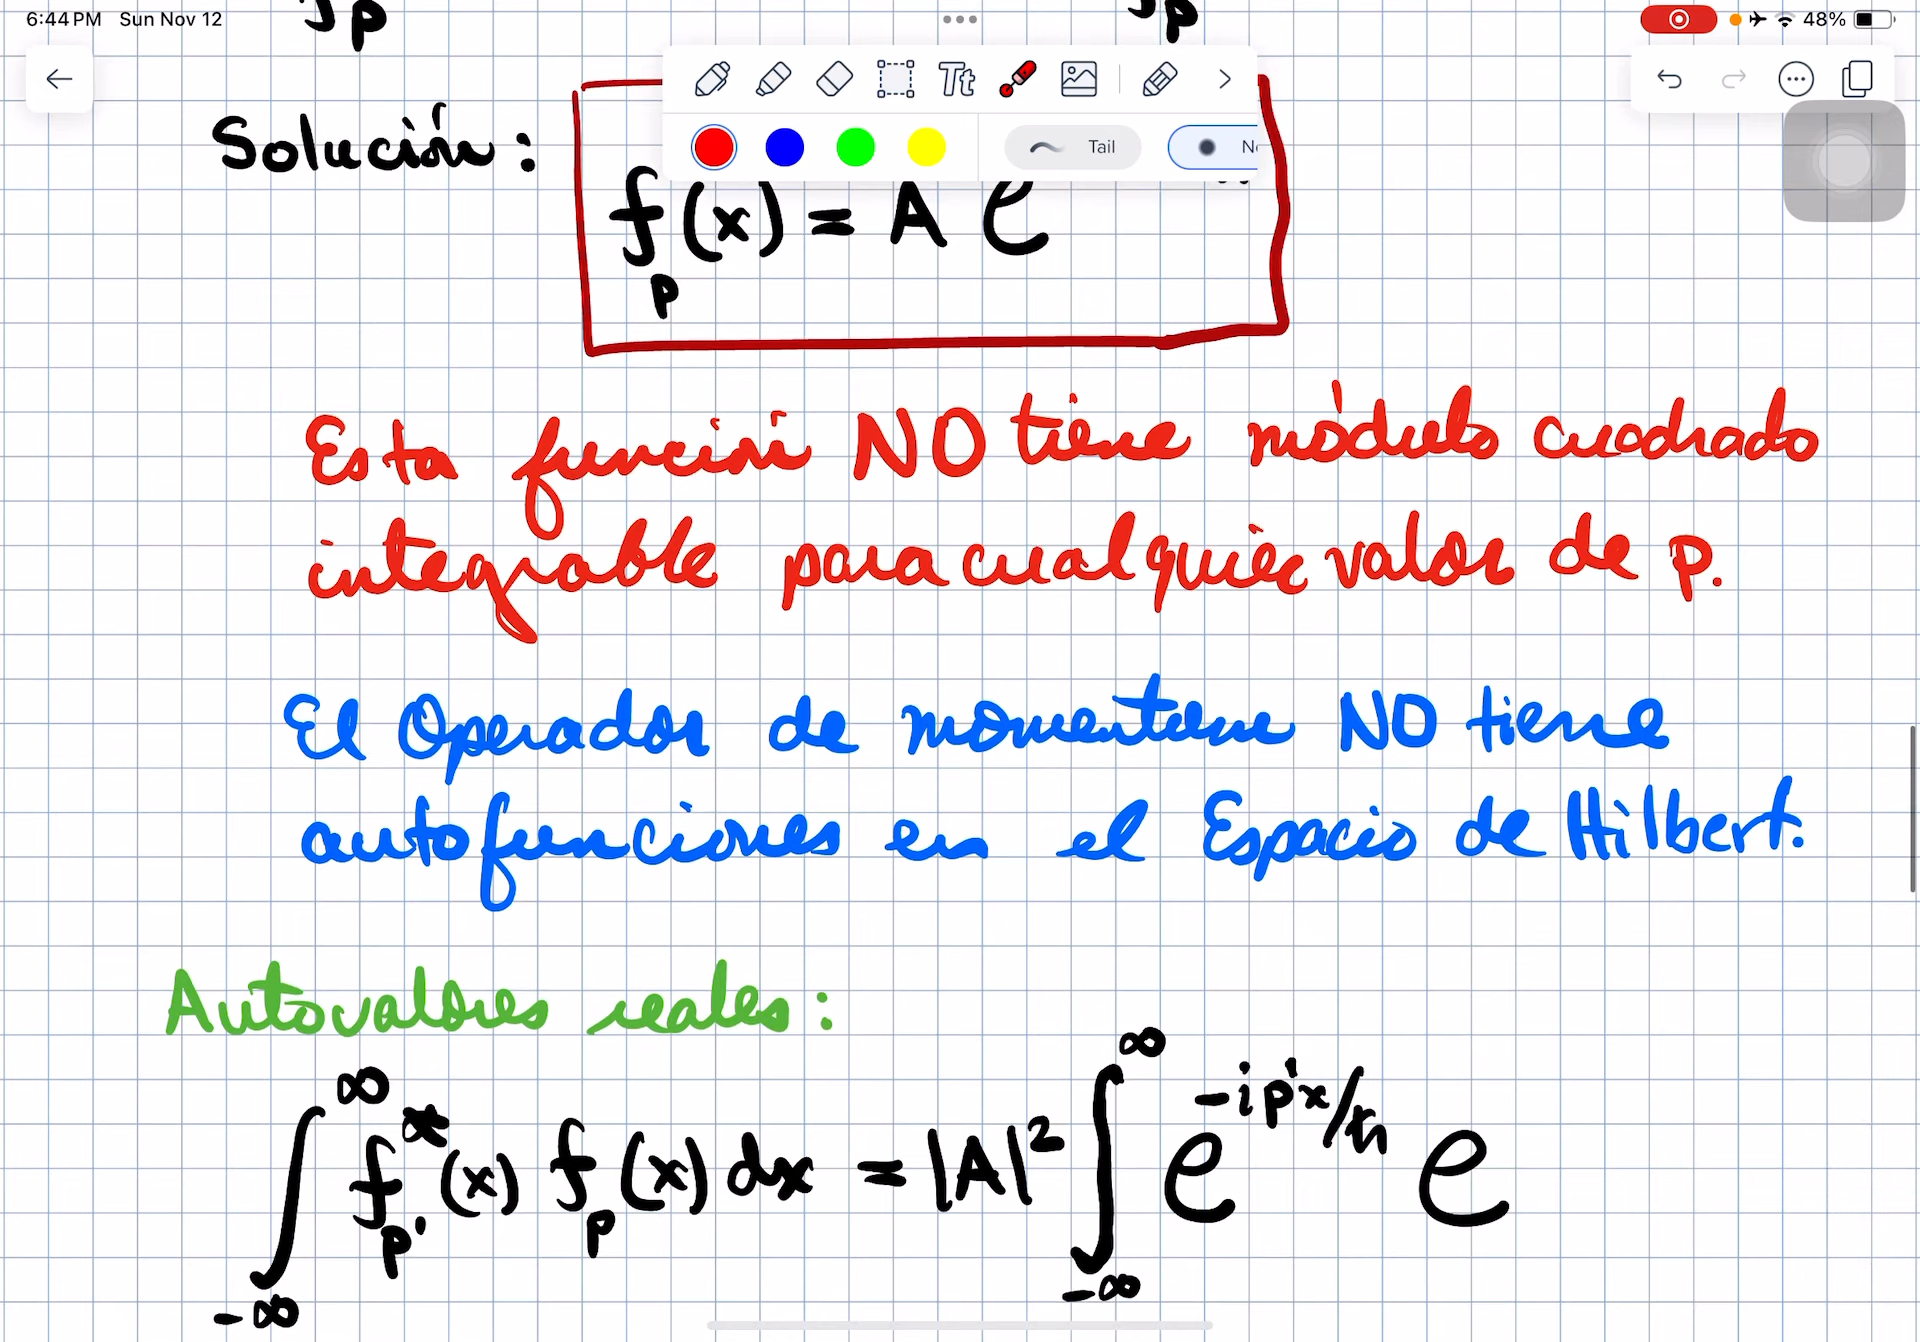 6:44 PM Sun Nov 12
48%
Solución:
Tt
Tail
f_p(x) = A e
Esta función NO tiene módulo cuadrado
integrable para cualquier valor de p.
El Operador de momentum NO tiene
autofunciones en el Espacio de Hilbert.
Autovalores reales:
∫_{-∞}^{∞} f*_{p'}(x) f_p(x) dx = |A|² ∫_{-∞}^{∞} e^{-ip'x/ħ} e